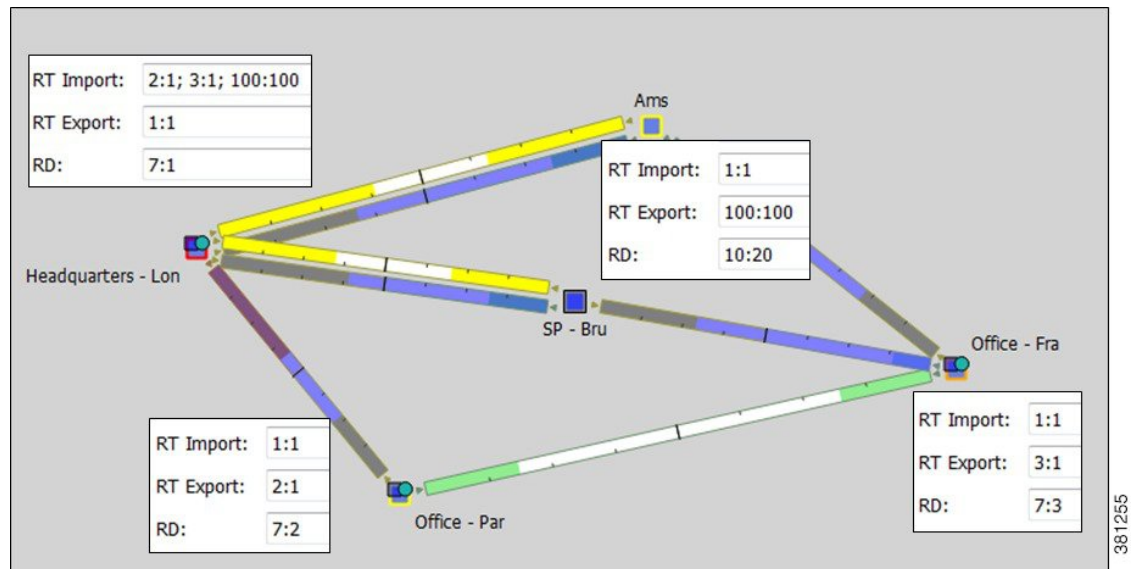 RT Import: 2:1; 3:1; 100:100
RT Export: 1:1
RD: 7:1
Ams
RT Import: 1:1
RT Export: 100:100
RD: 10:20
Headquarters - Lon
SP - Bru
Office - Fra
RT Import: 1:1
RT Export: 2:1
RD: 7:2
Office - Par
RT Import: 1:1
RT Export: 3:1
RD: 7:3
381255